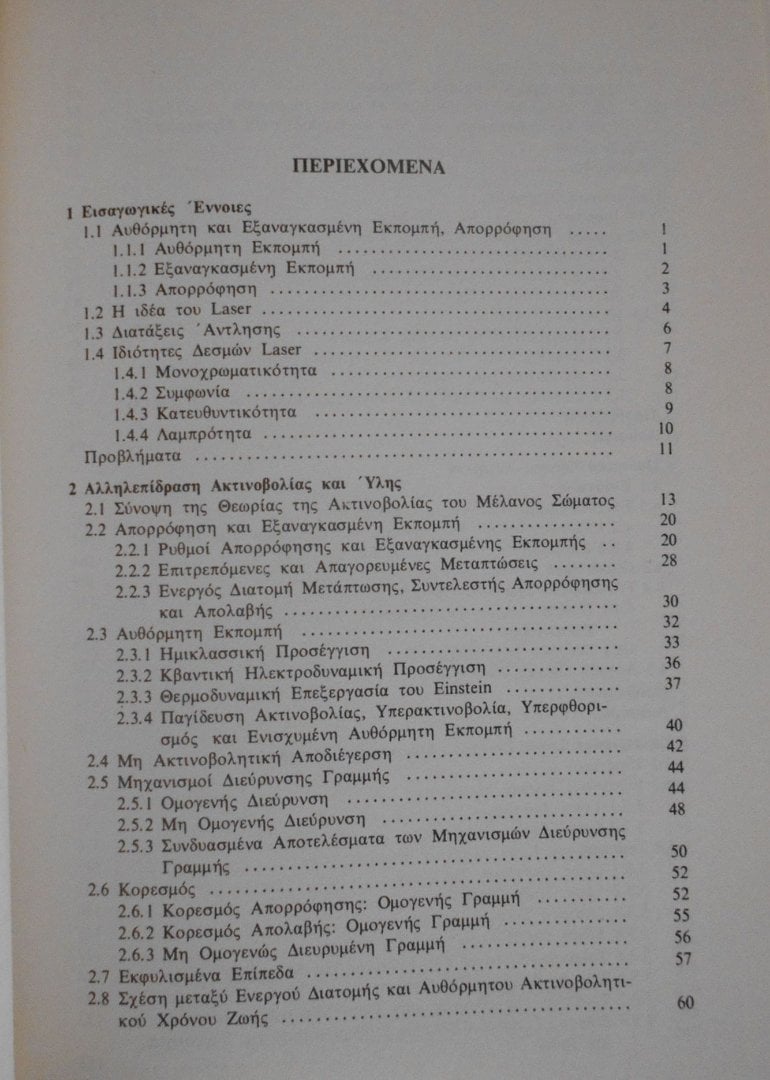 ΠΕΡΙΕΧΟΜΕΝΑ
1 Εισαγωγικές Έννοιες
1.1 Αυθόρμητη και Εξαναγκασμένη Εκπομπή, Απορρόφηση ..... 1
1.1.1 Αυθόρμητη Εκπομπή ................................. 1
1.1.2 Εξαναγκασμένη Εκπομπή ............................. 2
1.1.3 Απορρόφηση ......................................... 3
1.2 Η ιδέα του Laser ......................................... 4
1.3 Διατάξεις Άντλησης ..................................... 6
1.4 Ιδιότητες Δεσμών Laser ................................... 7
1.4.1 Μονοχρωματικότητα ................................... 8
1.4.2 Συμφωνία ........................................... 8
1.4.3 Κατευθυντικότητα ................................... 9
1.4.4 Λαμπρότητα ......................................... 10
Προβλήματα ................................................. 11
2 Αλληλεπίδραση Ακτινοβολίας και Ύλης
2.1 Σύνοψη της Θεωρίας της Ακτινοβολίας του Μέλανος Σώματος 13
2.2 Απορρόφηση και Εξαναγκασμένη Εκπομπή ................. 20
2.2.1 Ρυθμοί Απορρόφησης και Εξαναγκασμένης Εκπομπής .. 20
2.2.2 Επιτρεπόμενες και Απαγορευμένες Μεταπτώσεις ........ 28
2.2.3 Ενεργός Διατομή Μετάπτωσης, Συντελεστής Απορρόφησης
και Απολαβής ......................................... 30
2.3 Αυθόρμητη Εκπομπή ....................................... 32
2.3.1 Ημικλασσική Προσέγγιση ............................. 33
2.3.2 Κβαντική Ηλεκτροδυναμική Προσέγγιση ............... 36
2.3.3 Θερμοδυναμική Επεξεργασία του Einstein .............. 37
2.3.4 Παγίδευση Ακτινοβολίας, Υπερακτινοβολία, Υπερφθορι-
σμός και Ενισχυμένη Αυθόρμητη Εκπομπή ............ 40
2.4 Μη Ακτινοβολητική Αποδιέγερση ........................... 42
2.5 Μηχανισμοί Διεύρυνσης Γραμμής ........................... 44
2.5.1 Ομογενής Διεύρυνση ................................. 44
2.5.2 Μη Ομογενής Διεύρυνση ............................. 48
2.5.3 Συνδυασμένα Αποτελέσματα των Μηχανισμών Διεύρυνσης
Γραμμής ............................................. 50
2.6 Κορεσμός ................................................. 52
2.6.1 Κορεσμός Απορρόφησης: Ομογενής Γραμμή ........... 52
2.6.2 Κορεσμός Απολαβής: Ομογενής Γραμμή ............... 55
2.6.3 Μη Ομογενώς Διευρυμένη Γραμμή ..................... 56
2.7 Εκφυλισμένα Επίπεδα ..................................... 57
2.8 Σχέση μεταξύ Ενεργού Διατομής και Αυθόρμητου Ακτινοβολητι-
κού Χρόνου Ζωής ......................................... 60